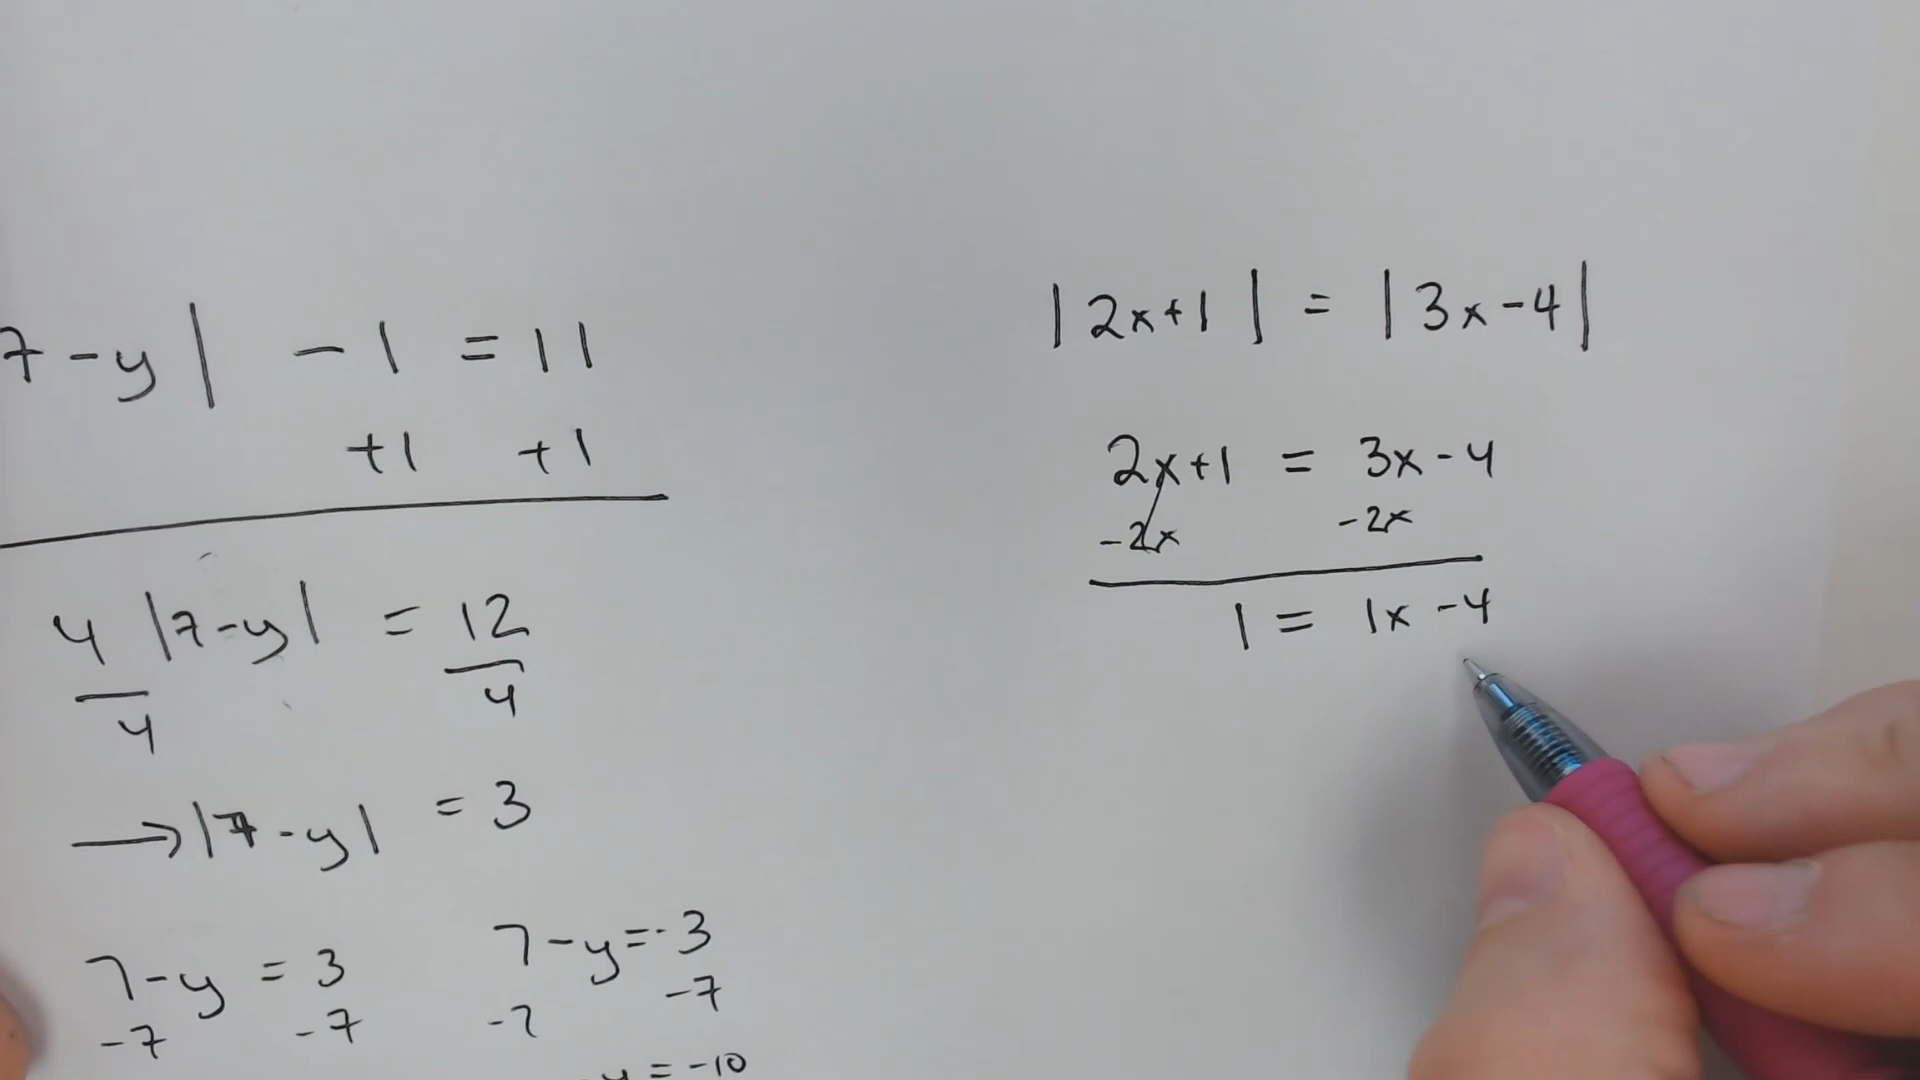 7 - y| - 1 = 11
+1 +1
4 |7-y| = 12
4 4
→ |7-y| = 3
7-y = 3 7-y = -3
-7 -7 -7 -7
y = -10
|2x+1| = |3x-4|
2x+1 = 3x-4
-2x -2x
1 = 1x -4